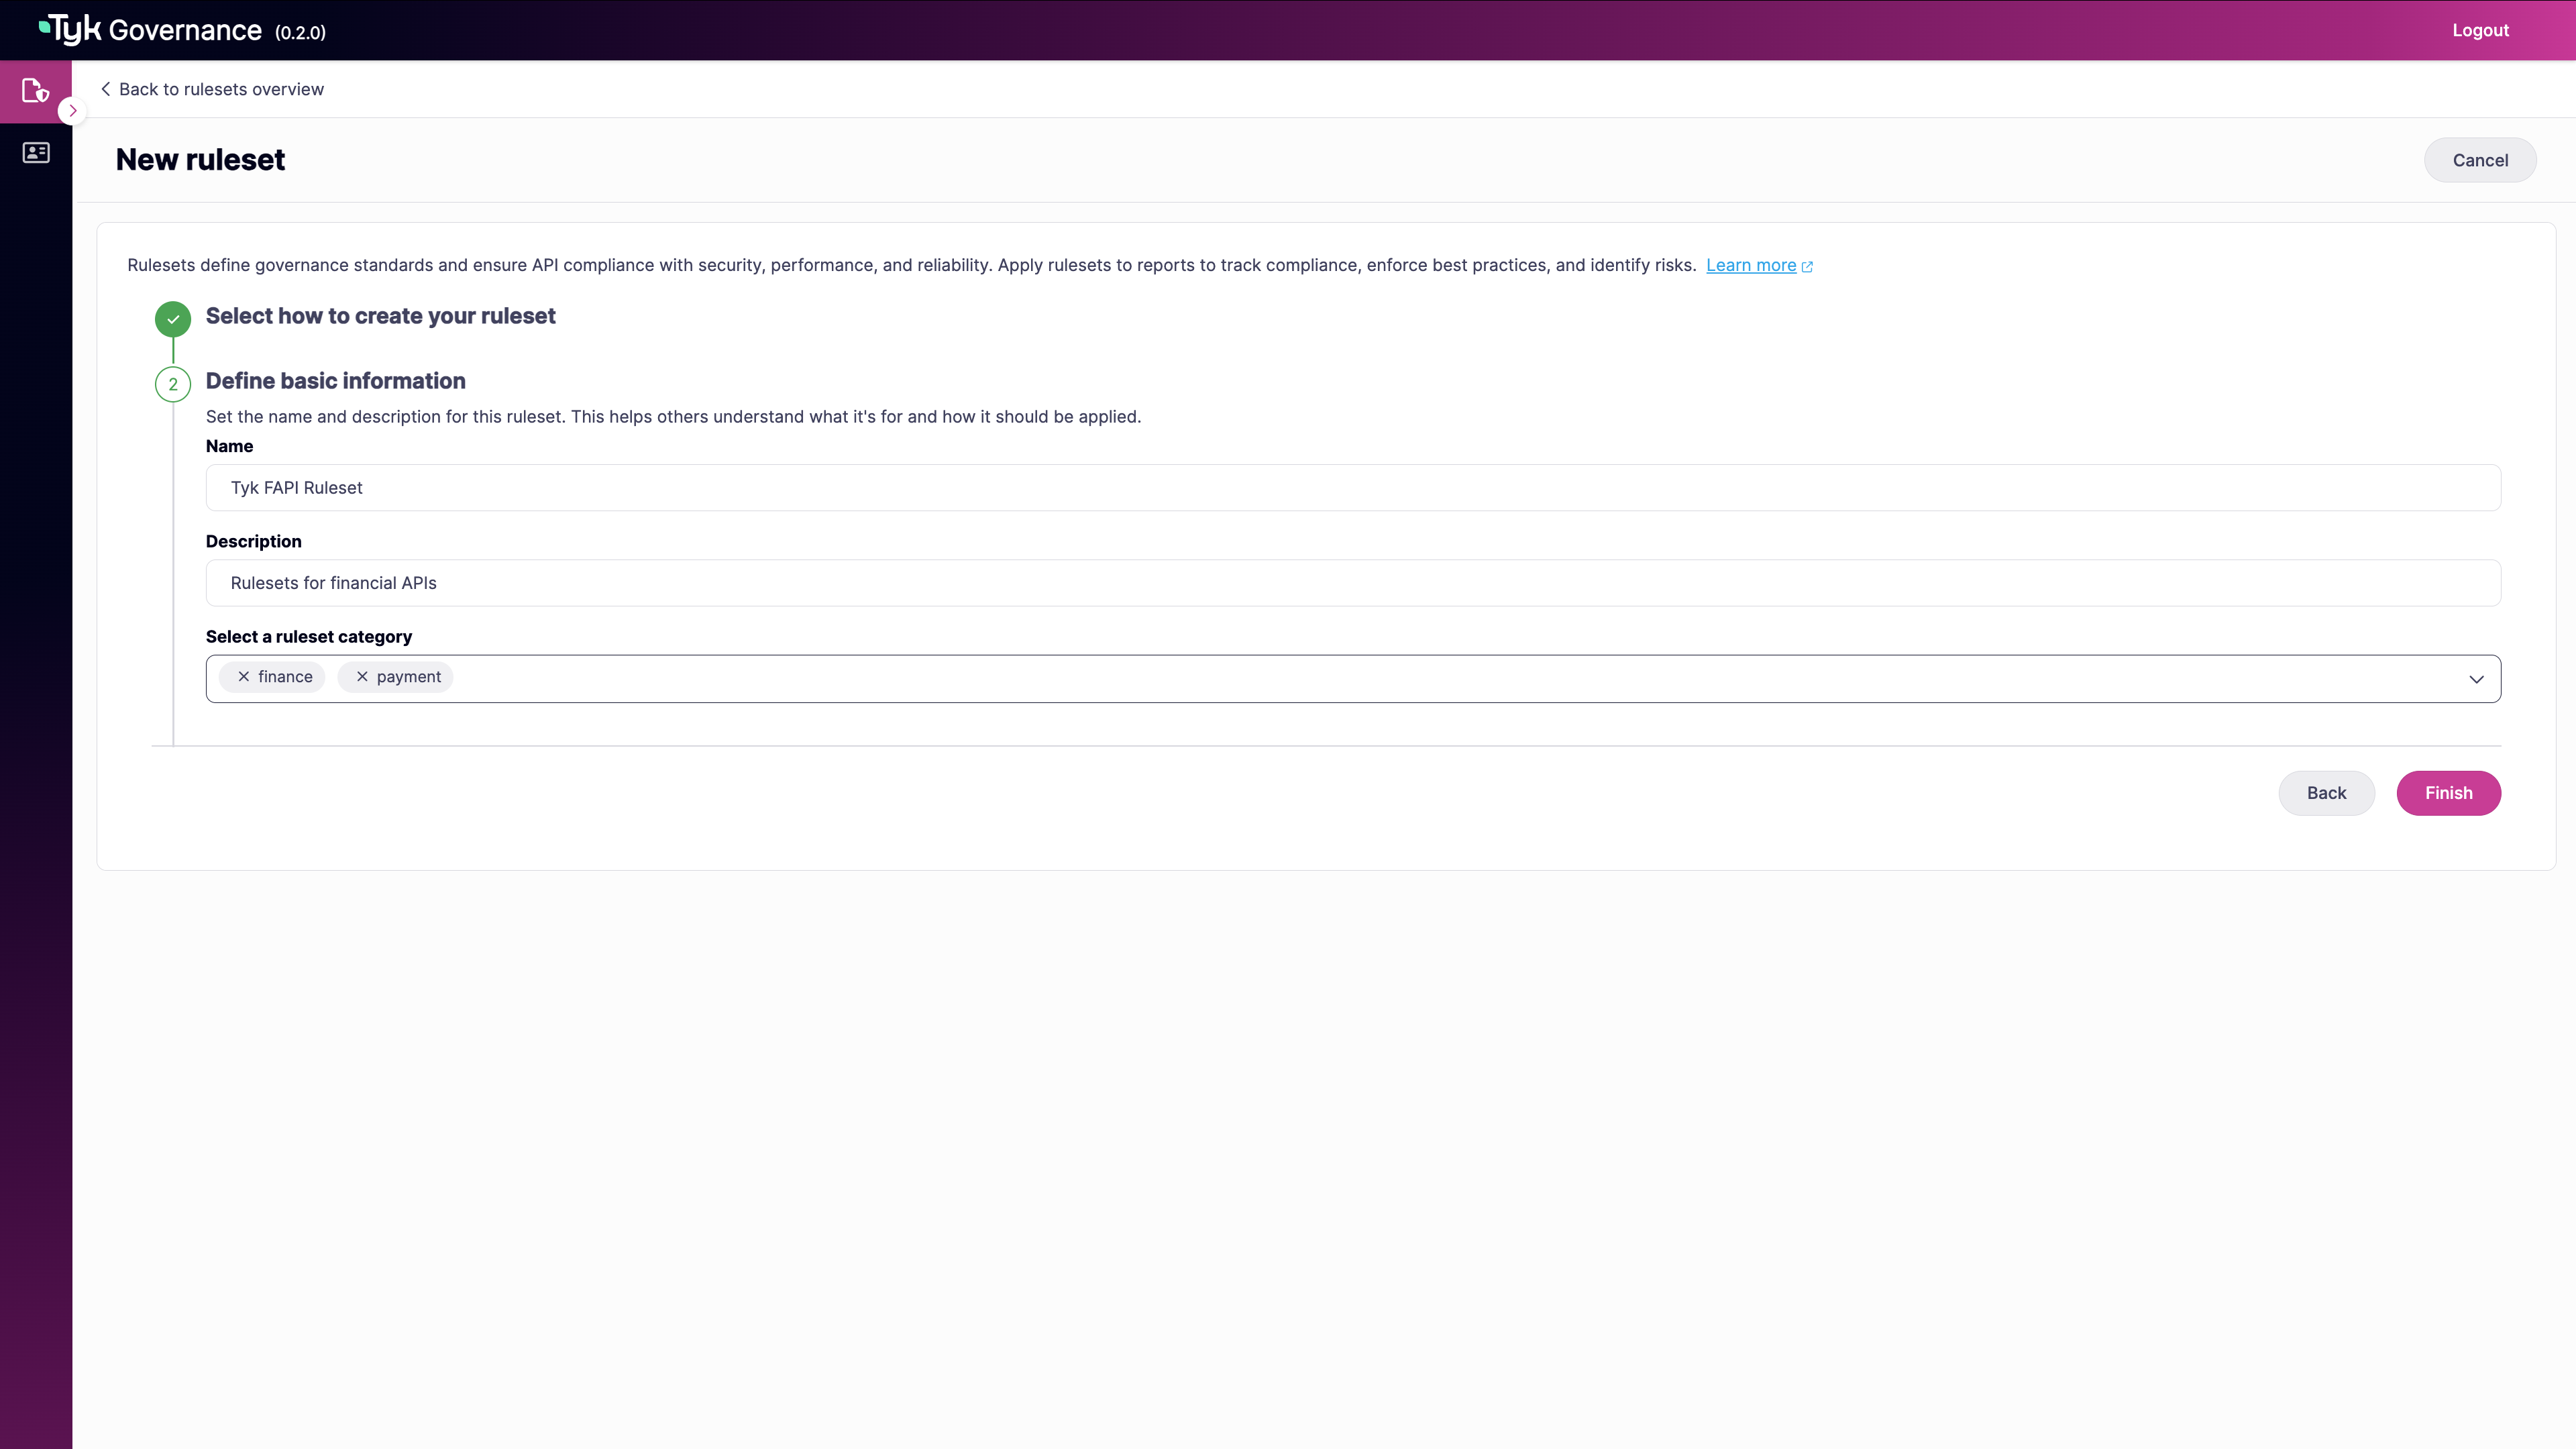 Tyk Governance (0.2.0)
Logout
Back to rulesets overview
New ruleset
Cancel
Rulesets define governance standards and ensure API compliance with security, performance, and reliability. Apply rulesets to reports to track compliance, enforce best practices, and identify risks. Learn more
Select how to create your ruleset
2 Define basic information
Set the name and description for this ruleset. This helps others understand what it's for and how it should be applied.
Name
Tyk FAPI Ruleset
Description
Rulesets for financial APIs
Select a ruleset category
finance payment
Back Finish